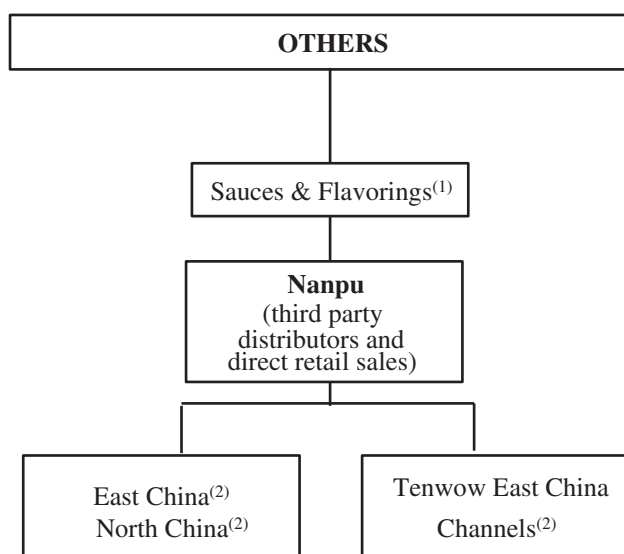 OTHERS
Sauces & Flavorings(1)
Nanpu
(third party
distributors and
direct retail sales)
East China(2)
North China(2)
Tenwow East China
Channels(2)